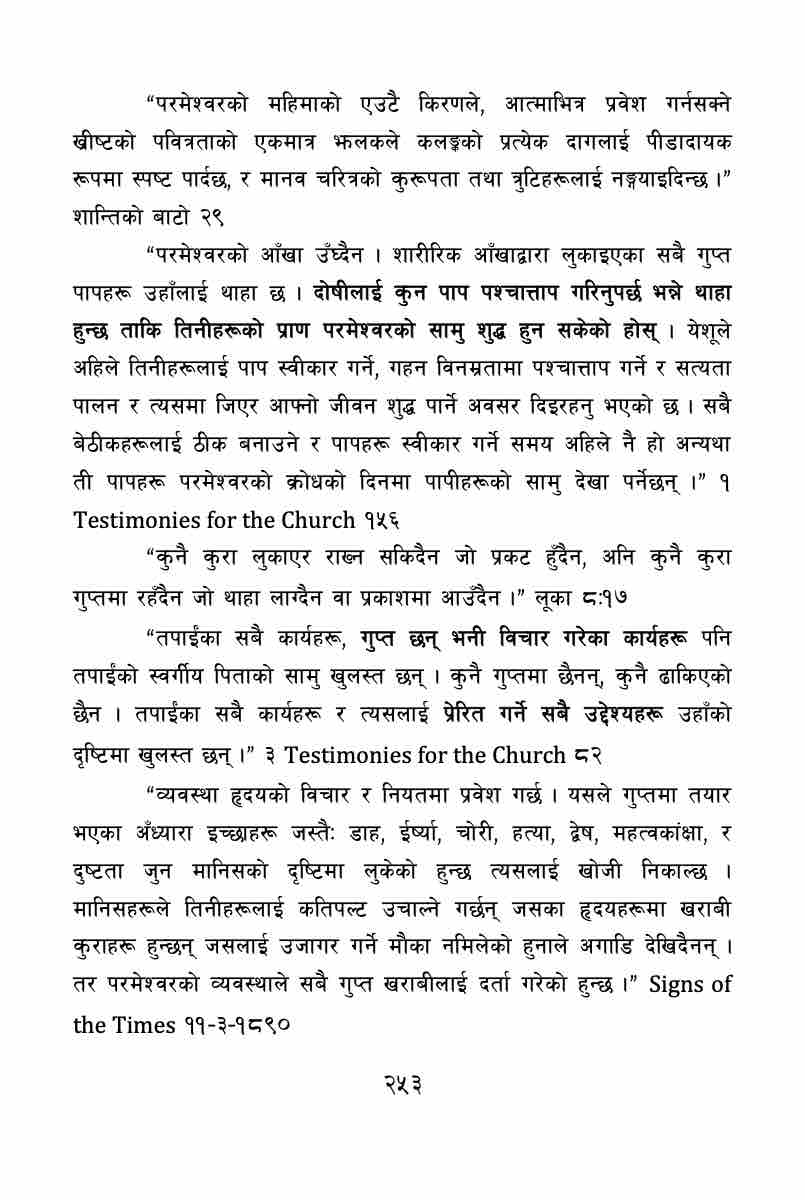 “परमेश्वरको महिमाको एउटै किरणले, आत्माभित्र प्रवेश गर्नसक्ने
ख्रीष्टको पवित्रताको एकमात्र झलकले कलङ्कको प्रत्येक दागलाई पीडादायक
रूपमा स्पष्ट पार्दछ, र मानव चरित्रको कुरूपता तथा त्रुटिहरूलाई नङ्ग्याइदिन्छ ।”
शान्तिको बाटो २९
“परमेश्वरको आँखा उँघ्दैन । शारीरिक आँखाद्वारा लुकाइएका सबै गुप्त
पापहरू उहाँलाई थाहा छ । दोषीलाई कुन पाप पश्चात्ताप गरिनुपर्छ भन्ने थाहा
हुन्छ ताकि तिनीहरूको प्राण परमेश्वरको सामु शुद्ध हुन सकेको होस् । येशूले
अहिले तिनीहरूलाई पाप स्वीकार गर्ने, गहन विनम्रतामा पश्चात्ताप गर्ने र सत्यता
पालन र त्यसमा जिएर आफ्नो जीवन शुद्ध पार्ने अवसर दिइरहनु भएको छ । सबै
बेठीकहरूलाई ठीक बनाउने र पापहरू स्वीकार गर्ने समय अहिले नै हो अन्यथा
ती पापहरू परमेश्वरको क्रोधको दिनमा पापीहरूको सामु देखा पर्नेछन् ।” १
Testimonies for the Church १५६
“कुनै कुरा लुकाएर राख्न सकिदैन जो प्रकट हुँदैन, अनि कुनै कुरा
गुप्तमा रहँदैन जो थाहा लाग्दैन वा प्रकाशमा आउँदैन ।” लूका ८:१७
“तपाईंका सबै कार्यहरू, गुप्त छन् भनी विचार गरेका कार्यहरू पनि
तपाईंको स्वर्गीय पिताको सामु खुलस्त छन् । कुनै गुप्तमा छैनन्, कुनै ढाकिएको
छैन । तपाईंका सबै कार्यहरू र त्यसलाई प्रेरित गर्ने सबै उद्देश्यहरू उहाँको
दृष्टिमा खुलस्त छन् ।” ३ Testimonies for the Church ८२
“व्यवस्था हृदयको विचार र नियतमा प्रवेश गर्छ । यसले गुप्तमा तयार
भएका अँध्यारा इच्छाहरू जस्तै: डाह, ईर्ष्या, चोरी, हत्या, द्वेष, महत्वकांक्षा, र
दुष्टता जुन मानिसको दृष्टिमा लुकेको हुन्छ त्यसलाई खोजी निकाल्छ ।
मानिसहरूले तिनीहरूलाई कतिपल्ट उचाल्ने गर्छन् जसका हृदयहरूमा खराबी
कुराहरू हुन्छन् जसलाई उजागर गर्ने मौका नमिलेको हुनाले अगाडि देखिदैनन् ।
तर परमेश्वरको व्यवस्थाले सबै गुप्त खराबीलाई दर्ता गरेको हुन्छ ।” Signs of
the Times ११-३-१८९०
२५३